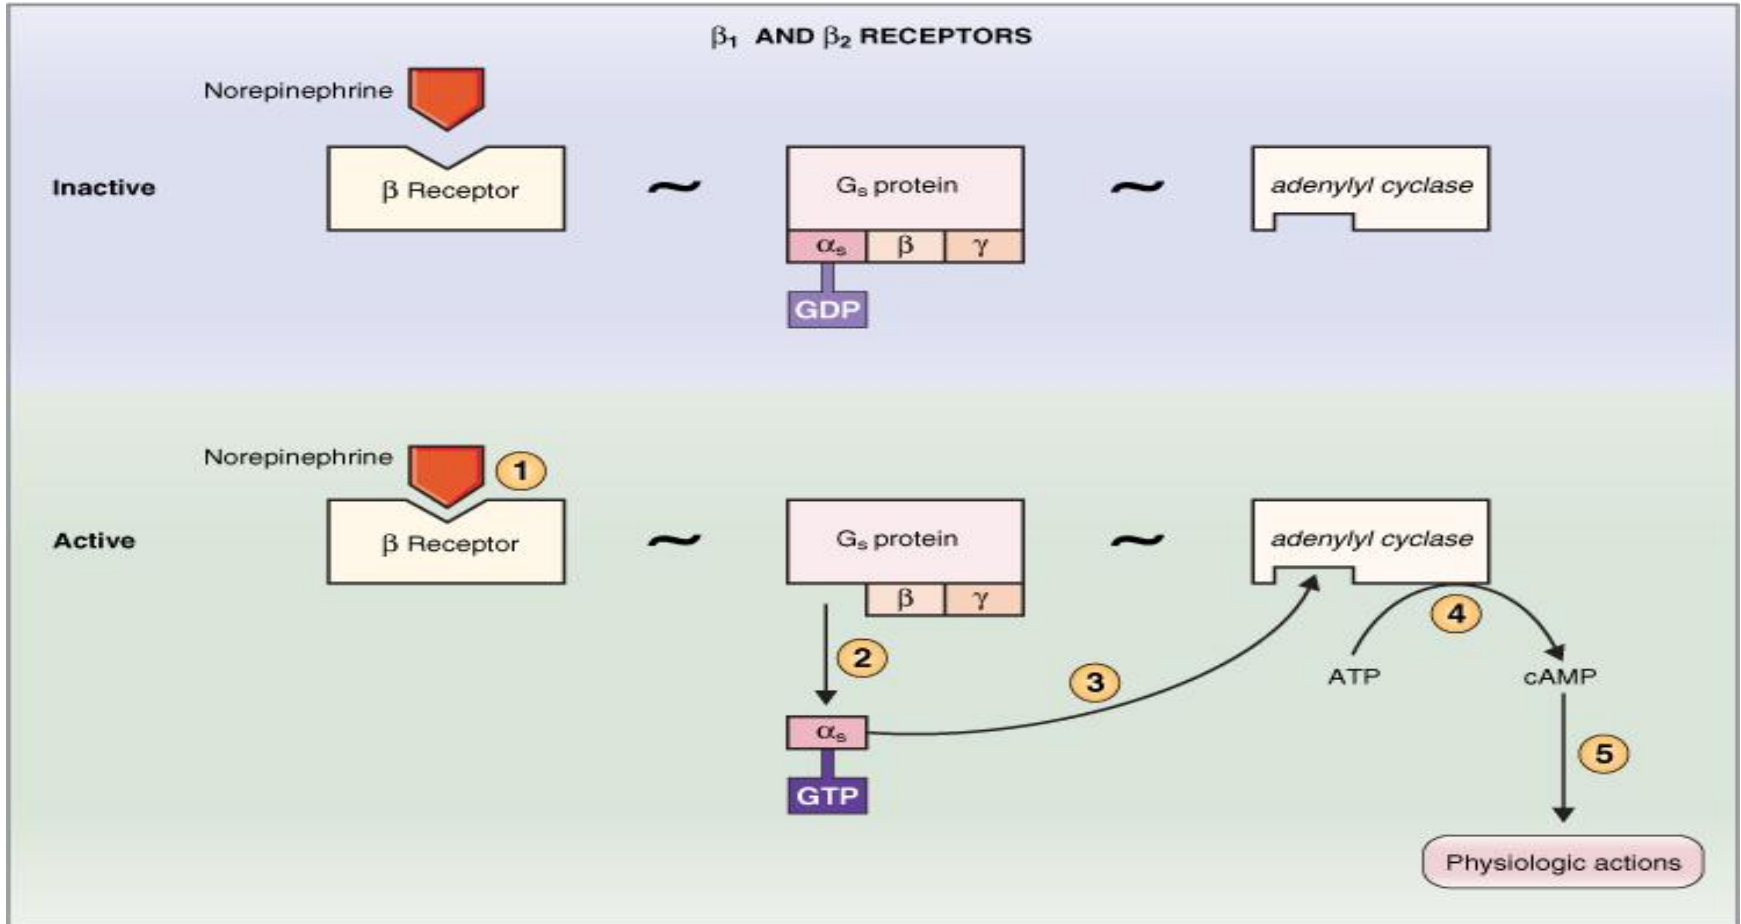 β₁ AND β₂ RECEPTORS
Norepinephrine
Inactive
β Receptor
~
Gₛ protein
~
adenylyl cyclase
αₛ
β
γ
GDP
Norepinephrine
1
Active
β Receptor
~
Gₛ protein
~
adenylyl cyclase
β
γ
2
3
4
ATP
cAMP
αₛ
GTP
5
Physiologic actions